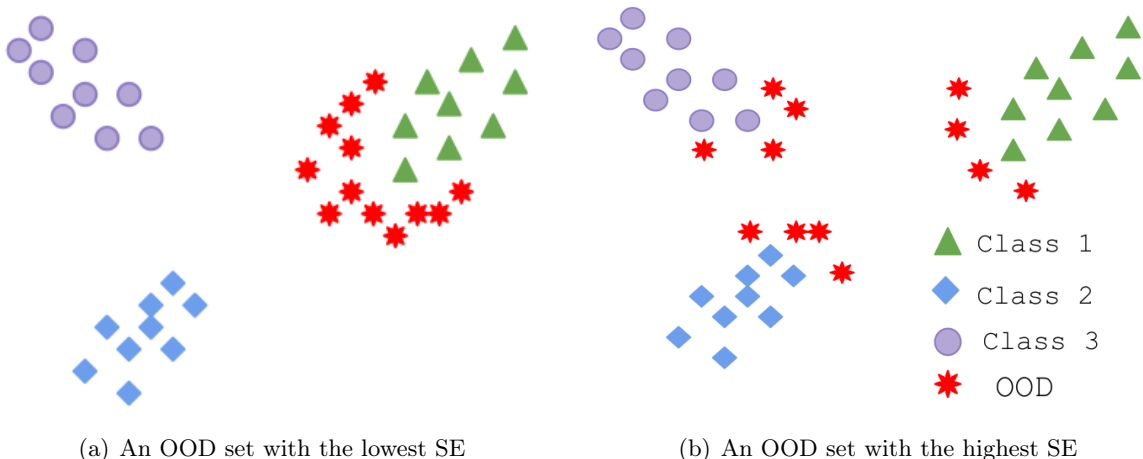 Class 1
Class 2
Class 3
OOD
(a) An OOD set with the lowest SE
(b) An OOD set with the highest SE